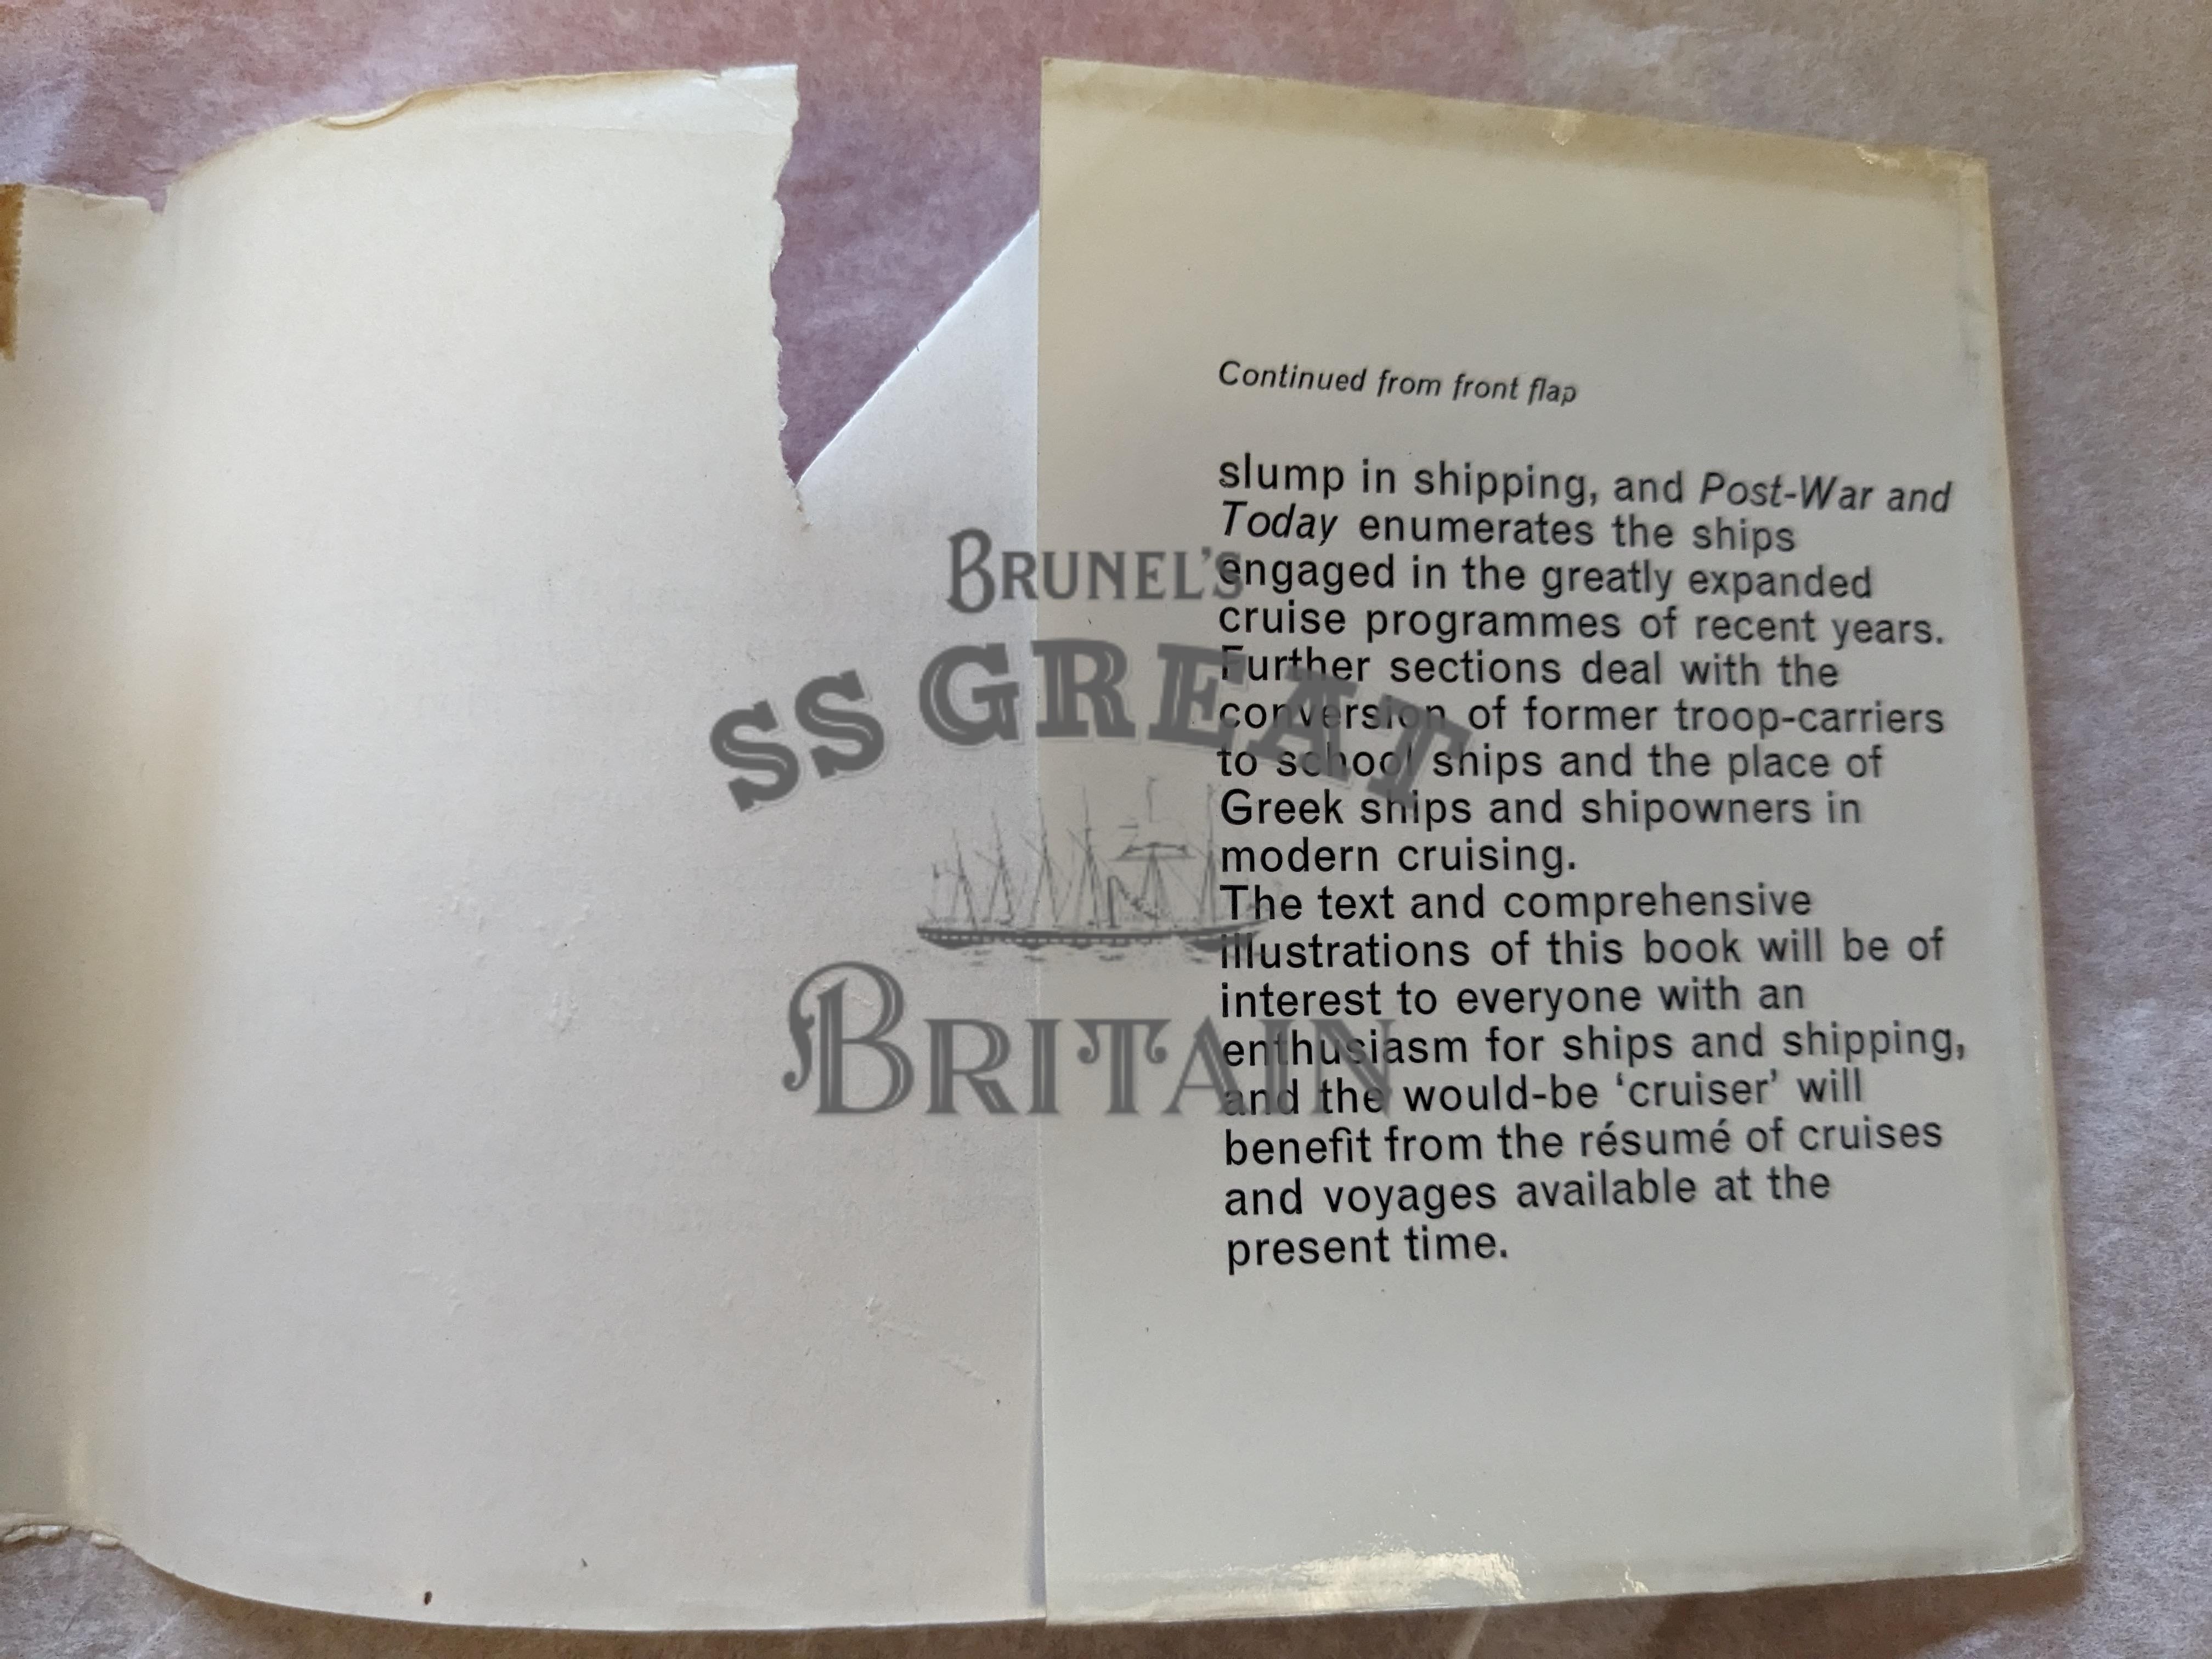 Continued from front flap
slump in shipping, and Post-War and
Today enumerates the ships
engaged in the greatly expanded
cruise programmes of recent years.
Further sections deal with the
conversion of former troop-carriers
to school ships and the place of
Greek ships and shipowners in
modern cruising.
The text and comprehensive
illustrations of this book will be of
interest to everyone with an
enthusiasm for ships and shipping,
and the would-be ‘cruiser’ will
benefit from the résumé of cruises
and voyages available at the
present time.
BRUNEL'S
SS GREAT
BRITAIN